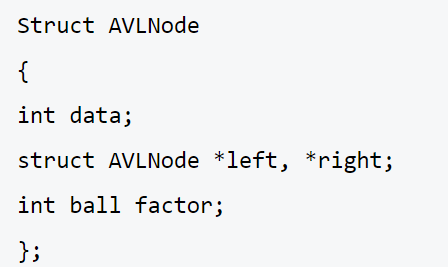 Struct AVLNode
{
int data;
struct AVLNode *left, *right;
int ball factor;
};